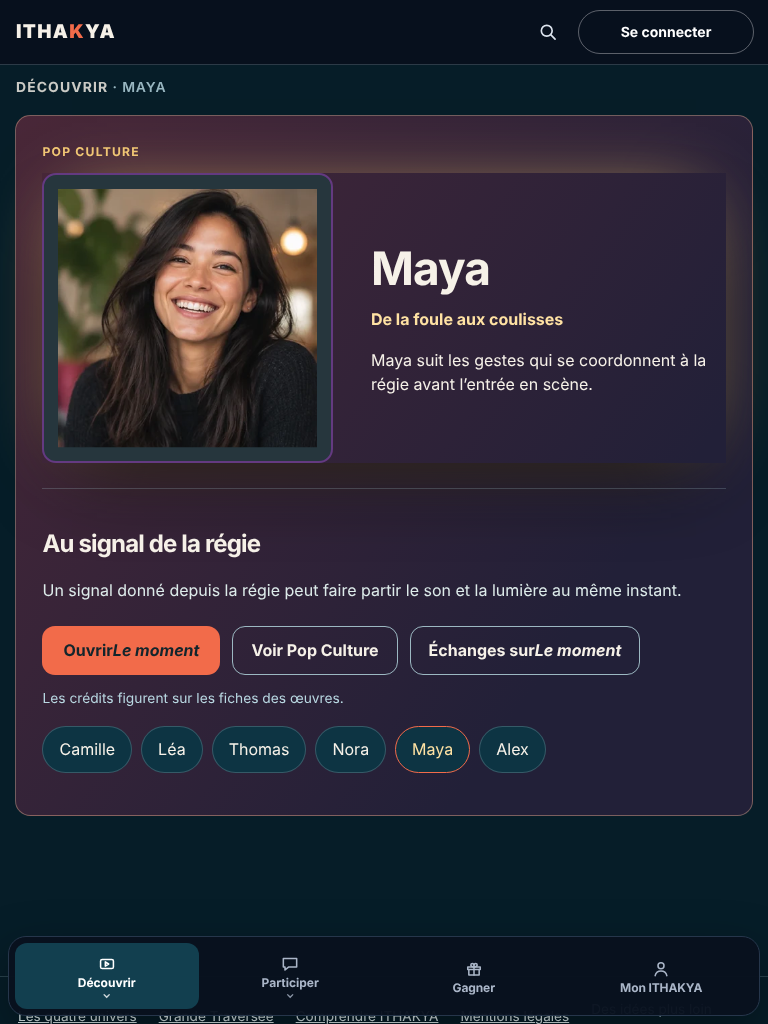 ITHAKYA
Se connecter
DÉCOUVRIR · MAYA
POP CULTURE
Maya
De la foule aux coulisses
Maya suit les gestes qui se coordonnent à la
régie avant l’entrée en scène.
Au signal de la régie
Un signal donné depuis la régie peut faire partir le son et la lumière au même instant.
OuvrirLe moment
Voir Pop Culture
Échanges surLe moment
Les crédits figurent sur les fiches des œuvres.
Camille
Léa
Thomas
Nora
Maya
Alex
Découvrir
Participer
Gagner
Mon ITHAKYA
Les quatre univers
Grande Traversée
Comprendre ITHAKYA
Mentions légales